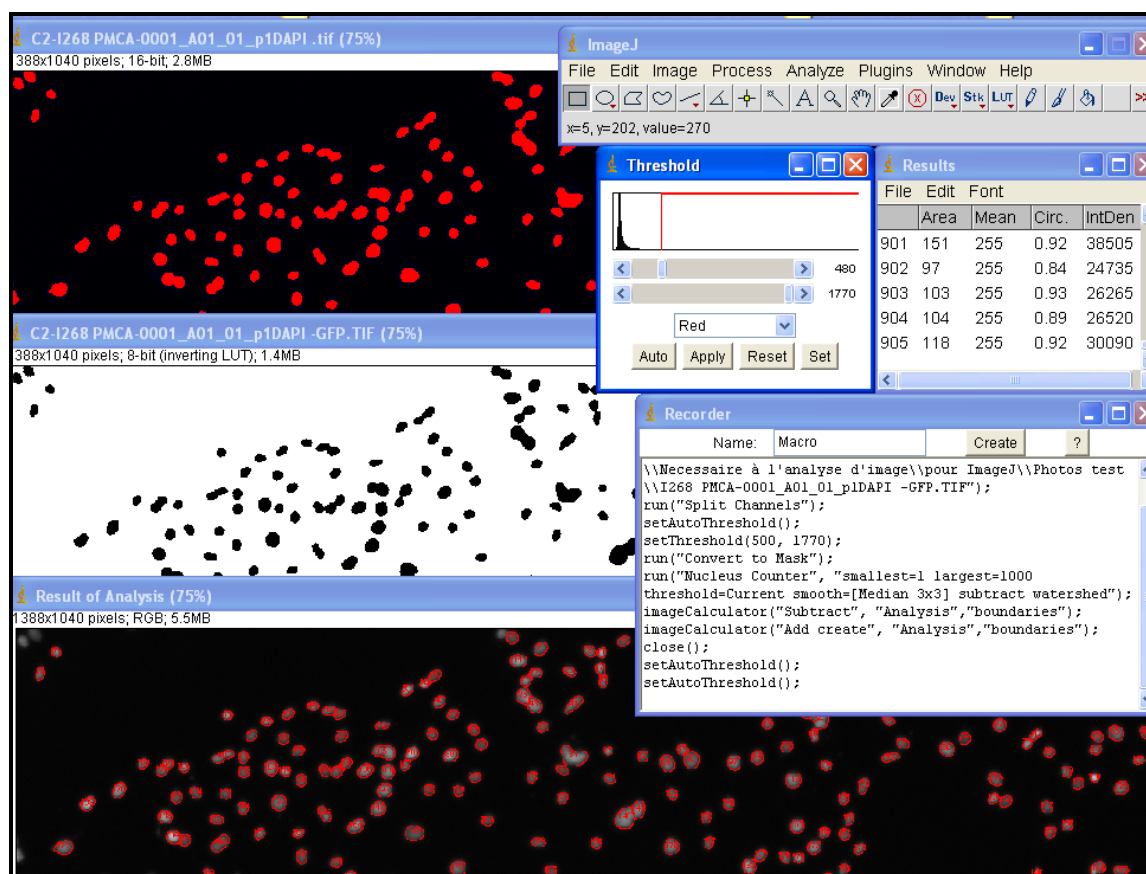 C2-I268 PMCA-0001_A01_01_p1DAPI .tif (75%)
388x1040 pixels; 16-bit; 2.8MB
ImageJ
File Edit Image Process Analyze Plugins Window Help
Dev Stk LUT >>
x=5, y=202, value=270
Threshold
480
1770
Red
Auto Apply Reset Set
Results
File Edit Font
Area Mean Circ. IntDen
901 151 255 0.92 38505
902 97 255 0.84 24735
903 103 255 0.93 26265
904 104 255 0.89 26520
905 118 255 0.92 30090
C2-I268 PMCA-0001_A01_01_p1DAPI -GFP.TIF (75%)
388x1040 pixels; 8-bit (inverting LUT); 1.4MB
Recorder
Name: Macro Create ?
\\Necessaire à l'analyse d'image\\pour ImageJ\\Photos test
\\I268 PMCA-0001_A01_01_p1DAPI -GFP.TIF");
run("Split Channels");
setAutoThreshold();
setThreshold(500, 1770);
run("Convert to Mask");
run("Nucleus Counter", "smallest=1 largest=1000
threshold=Current smooth=[Median 3x3] subtract watershed");
imageCalculator("Subtract", "Analysis","boundaries");
imageCalculator("Add create", "Analysis","boundaries");
close();
setAutoThreshold();
setAutoThreshold();
Result of Analysis (75%)
1388x1040 pixels; RGB; 5.5MB